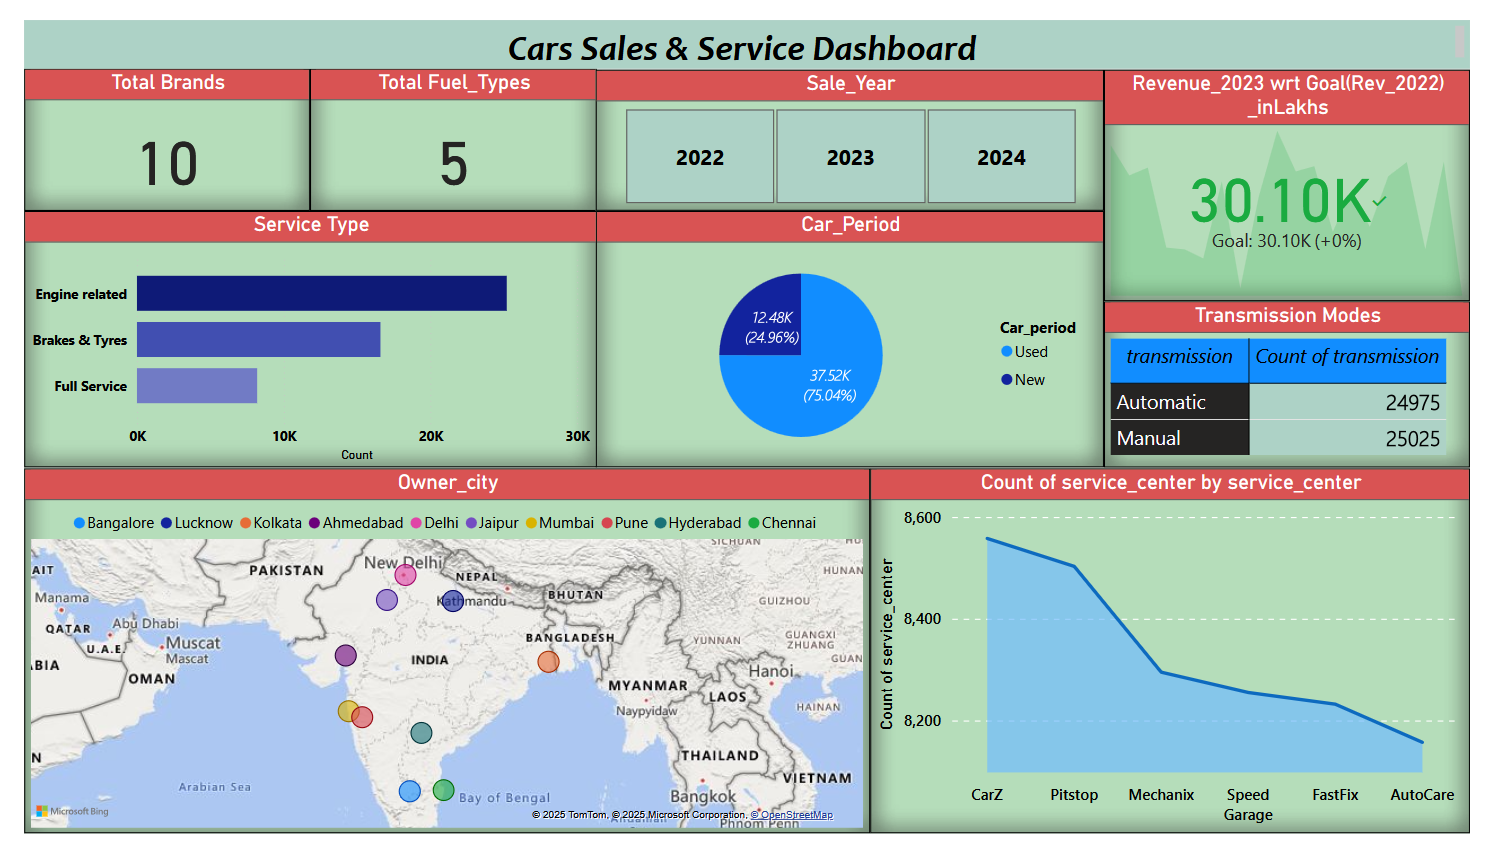 Cars Sales & Service Dashboard
Total Brands
10
Total Fuel_Types
5
Sale_Year
2022
2023
2024
Revenue_2023 wrt Goal(Rev_2022)
_inLakhs
30.10K
Goal: 30.10K (+0%)
Service Type
Engine related
Brakes & Tyres
Full Service
0K
10K
20K
30K
Count
Car_Period
12.48K
(24.96%)
37.52K
(75.04%)
Car_period
Used
New
Transmission Modes
transmission Count of transmission
Automatic 24975
Manual 25025
Owner_city
Bangalore Lucknow Kolkata Ahmedabad Delhi Jaipur Mumbai Pune Hyderabad Chennai
SICHUAN
HU
AIT
PAKISTAN
New Delhi
NEPAL
HUNAN
Manama
Kathmandu
BHUTAN
GUIZHOU
QATAR
Abu Dhabi
U.A.E.
Muscat
Muscat
BANGLADESH
YUNNAN
GUANGXI
ZHUANG
ABIA
INDIA
GUAN
OMAN
MYANMAR
Hanoi
LAOS
Naypyidaw
HAINAN
N
THAILAND
VIETNAM
Arabian Sea
Bay of Bengal
Bangkok
Microsoft Bing
© 2025 TomTom, © 2025 Microsoft Corporation, © OpenStreetMap
Phnom Penh
Count of service_center by service_center
Count of service_center
8,600
8,400
8,200
CarZ
Pitstop
Mechanix
Speed
Garage
FastFix
AutoCare